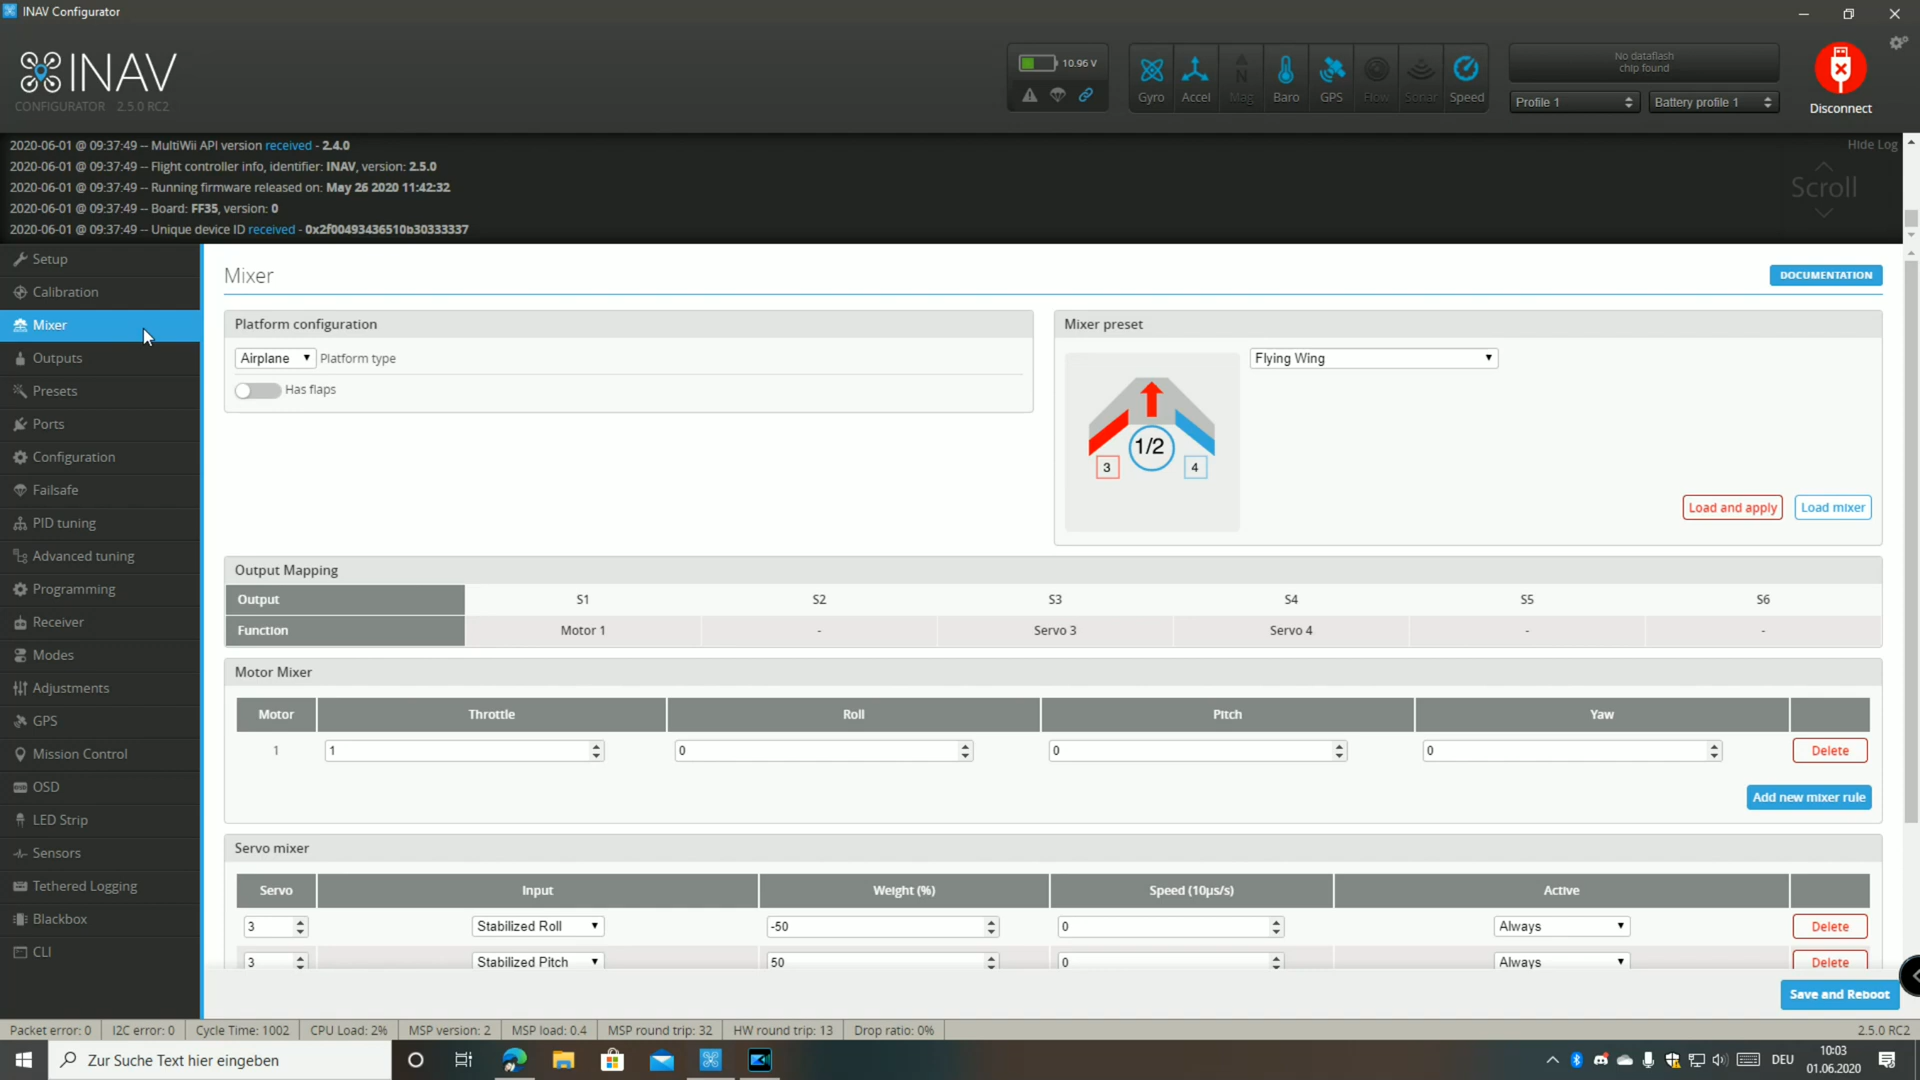 INAV Configurator
INAV
CONFIGURATOR 2.5.0 RC2
10.96 V
Gyro Accel Mag Baro GPS Flow Sonar Speed
No dataflash
chip found
Profile 1 Battery profile 1
Disconnect
2020-06-01 @ 09:37:49 -- MultiWii API version received - 2.4.0
2020-06-01 @ 09:37:49 -- Flight controller info, identifier: INAV, version: 2.5.0
2020-06-01 @ 09:37:49 -- Running firmware released on: May 26 2020 11:42:32
2020-06-01 @ 09:37:49 -- Board: FF35, version: 0
2020-06-01 @ 09:37:49 -- Unique device ID received - 0x2f00493436510b30333337
Hide Log
Scroll
Setup
Calibration
Mixer
Outputs
Presets
Ports
Configuration
Failsafe
PID tuning
Advanced tuning
Programming
Receiver
Modes
Adjustments
GPS
Mission Control
OSD
LED Strip
Sensors
Tethered Logging
Blackbox
CLI
Mixer
DOCUMENTATION
Platform configuration
Airplane Platform type
Has flaps
Mixer preset
Flying Wing
1/2
3 4
Load and apply Load mixer
Output Mapping
Output S1 S2 S3 S4 S5 S6
Function Motor 1 - Servo 3 Servo 4 - -
Motor Mixer
Motor Throttle Roll Pitch Yaw
1 1 0 0 0 Delete
Add new mixer rule
Servo mixer
Servo Input Weight (%) Speed (10µs/s) Active
3 Stabilized Roll -50 0 Always Delete
3 Stabilized Pitch 50 0 Always Delete
Save and Reboot
Packet error: 0 I2C error: 0 Cycle Time: 1002 CPU Load: 2% MSP version: 2 MSP load: 0.4 MSP round trip: 32 HW round trip: 13 Drop ratio: 0% 2.5.0 RC2
Zur Suche Text hier eingeben
DEU
10:03
01.06.2020